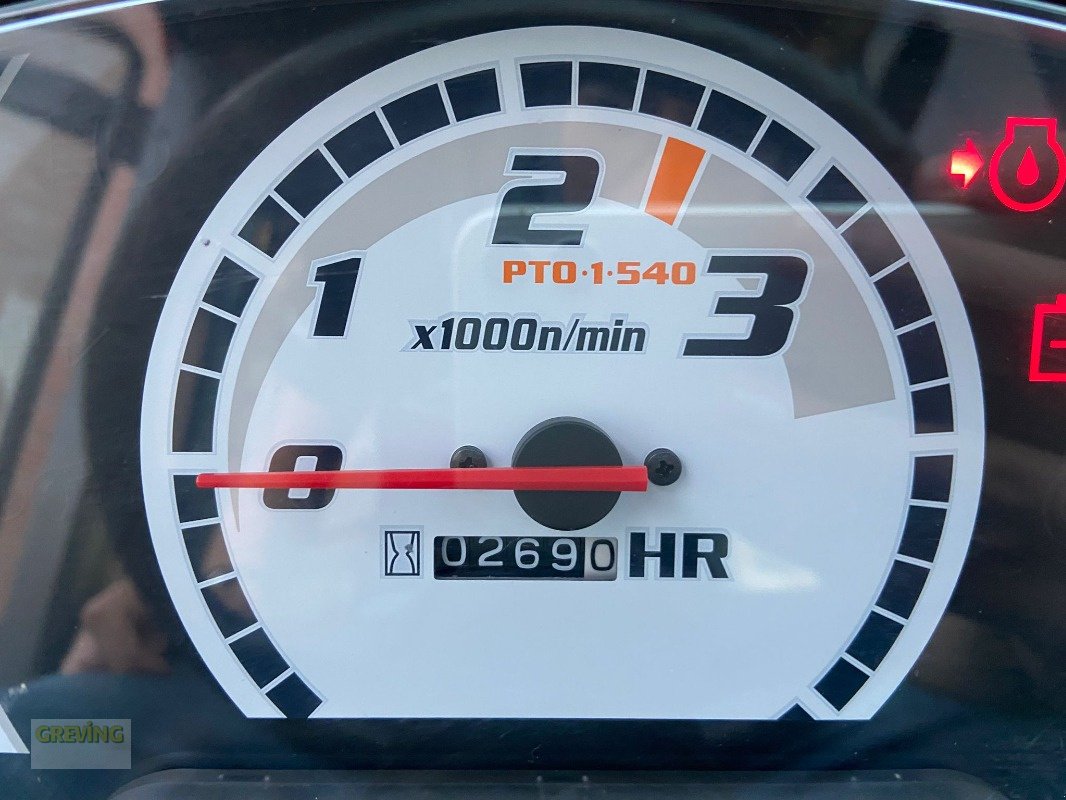 2
1
3
PTO·1·540
x1000n/min
0
02690 HR
GREVING